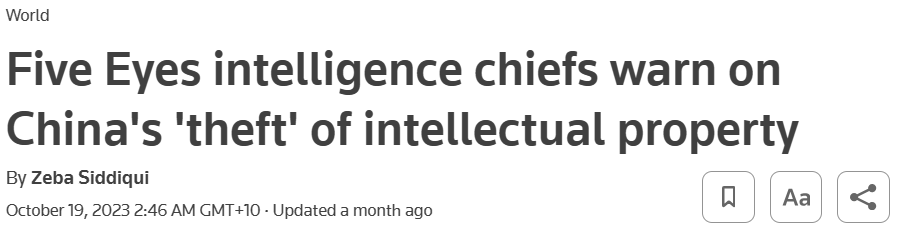 World
Five Eyes intelligence chiefs warn on
China's 'theft' of intellectual property
By Zeba Siddiqui
October 19, 2023 2:46 AM GMT+10 · Updated a month ago
Aa